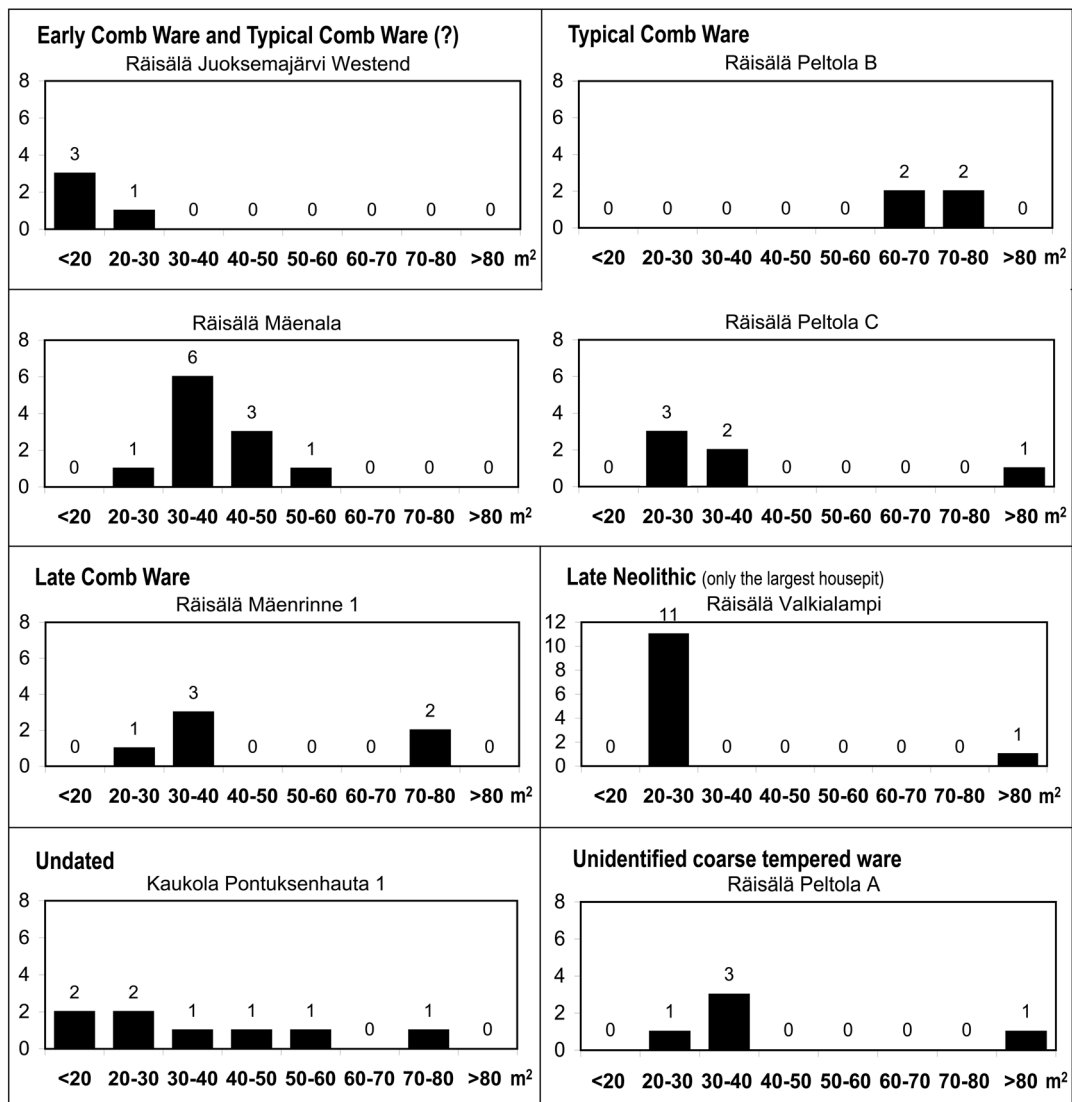 Early Comb Ware and Typical Comb Ware (?)
Räisälä Juoksemajärvi Westend
8
6
4
2
0
3 1 0 0 0 0 0 0
<20 20-30 30-40 40-50 50-60 60-70 70-80 >80 m²
Typical Comb Ware
Räisälä Peltola B
8
6
4
2
0
0 0 0 0 0 2 2 0
<20 20-30 30-40 40-50 50-60 60-70 70-80 >80 m²
Räisälä Mäenala
8
6
4
2
0
0 1 6 3 1 0 0 0
<20 20-30 30-40 40-50 50-60 60-70 70-80 >80 m²
Räisälä Peltola C
8
6
4
2
0
0 3 2 0 0 0 0 1
<20 20-30 30-40 40-50 50-60 60-70 70-80 >80 m²
Late Comb Ware
Räisälä Mäenrinne 1
8
6
4
2
0
0 1 3 0 0 0 2 0
<20 20-30 30-40 40-50 50-60 60-70 70-80 >80 m²
Late Neolithic (only the largest housepit)
Räisälä Valkialampi
12
10
8
6
4
2
0
0 11 0 0 0 0 0 1
<20 20-30 30-40 40-50 50-60 60-70 70-80 >80 m²
Undated
Kaukola Pontuksenhauta 1
8
6
4
2
0
2 2 1 1 1 0 1 0
<20 20-30 30-40 40-50 50-60 60-70 70-80 >80 m²
Unidentified coarse tempered ware
Räisälä Peltola A
8
6
4
2
0
0 1 3 0 0 0 0 1
<20 20-30 30-40 40-50 50-60 60-70 70-80 >80 m²